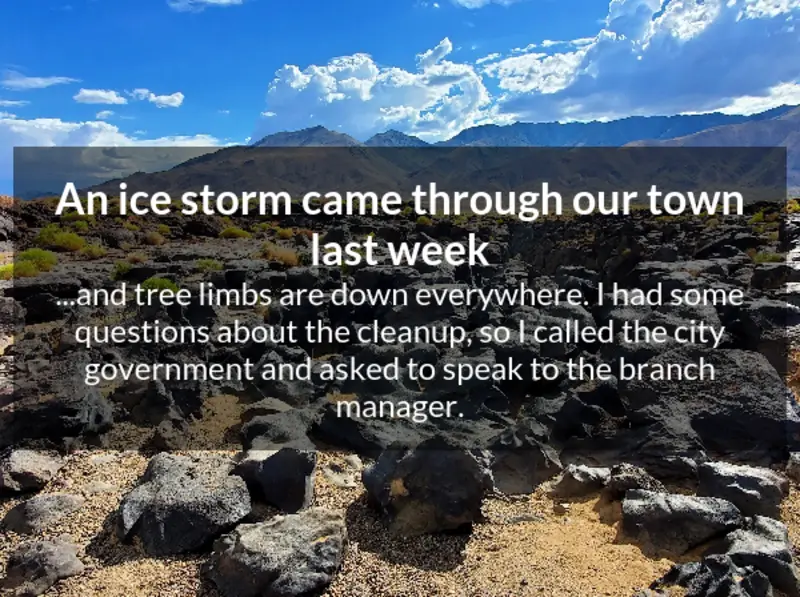 An ice storm came through our town
last week
...and tree limbs are down everywhere. I had some
questions about the cleanup, so I called the city
government and asked to speak to the branch
manager.